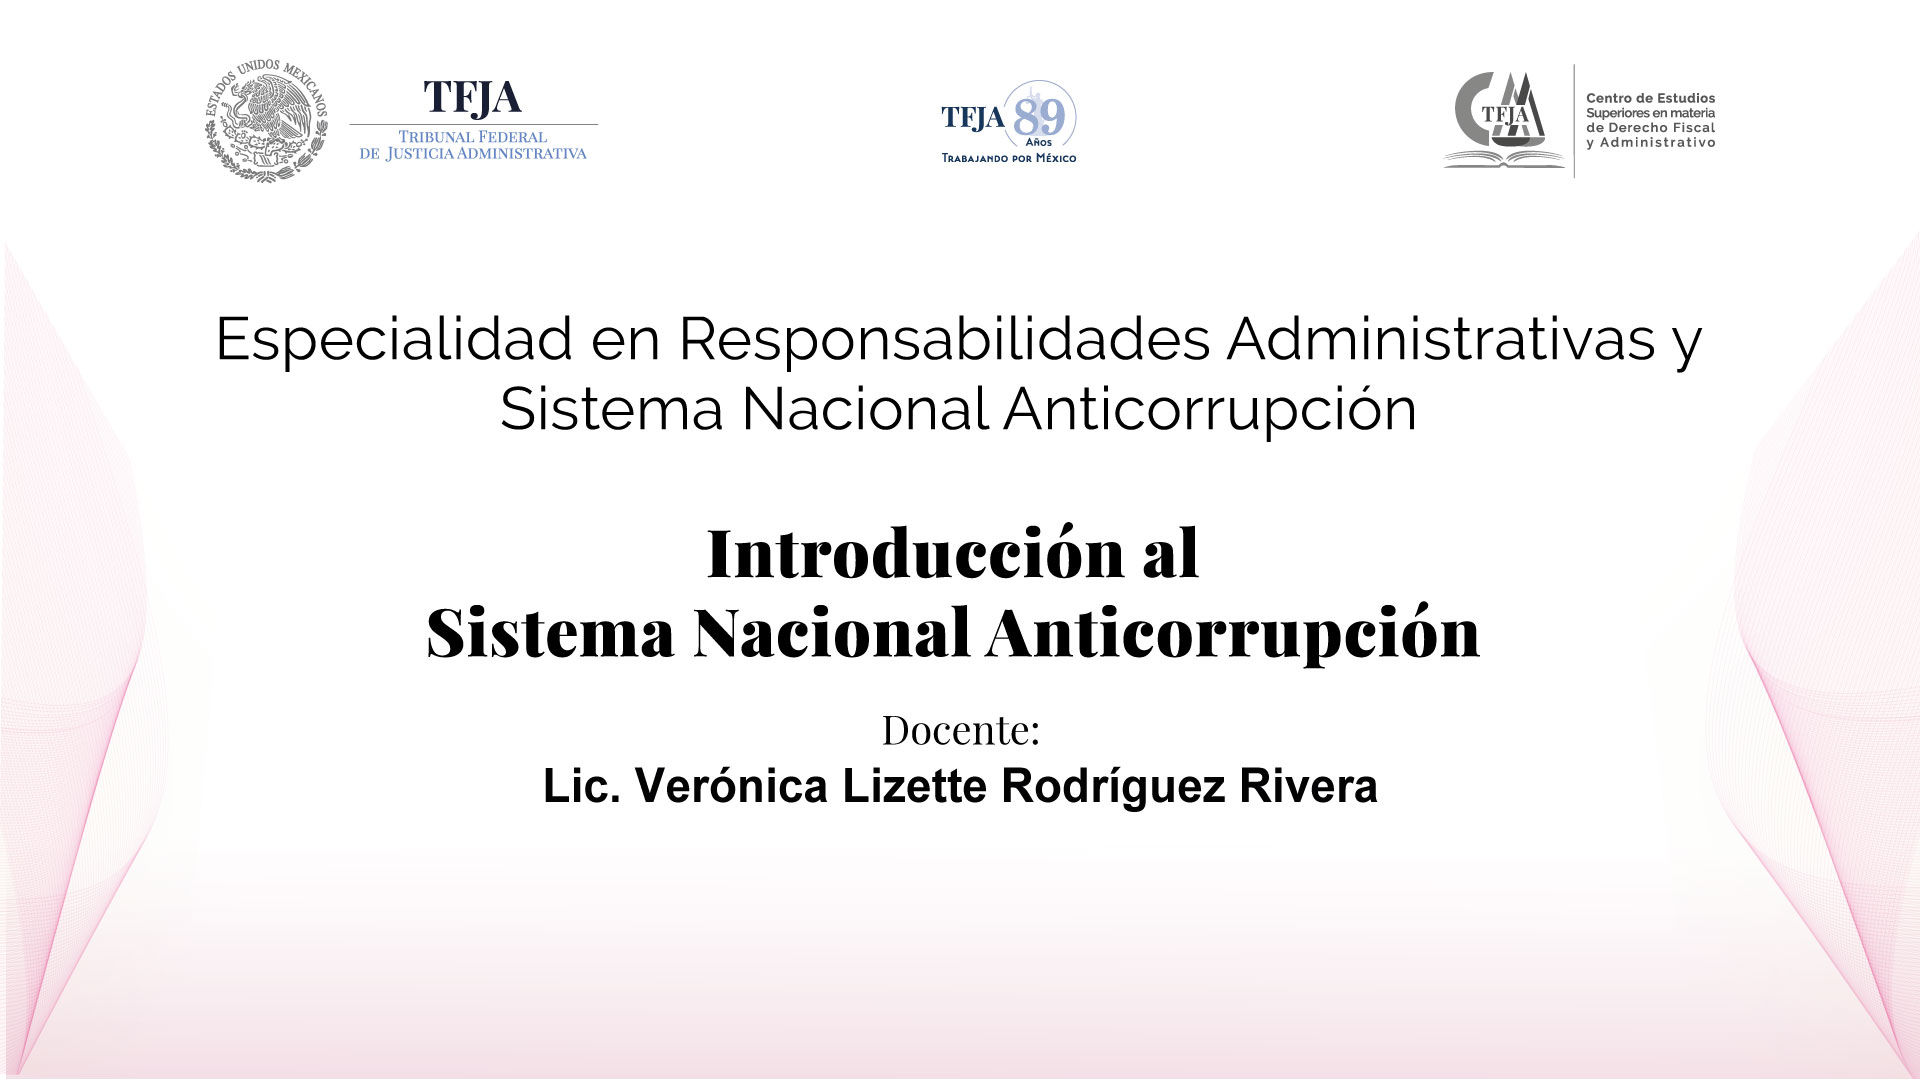 ESTADOS UNIDOS MEXICANOS
TFJA
TRIBUNAL FEDERAL
DE JUSTICIA ADMINISTRATIVA
TFJA 89
Años
TRABAJANDO POR MÉXICO
TFJA
Centro de Estudios
Superiores en materia
de Derecho Fiscal
y Administrativo
Especialidad en Responsabilidades Administrativas y
Sistema Nacional Anticorrupción
Introducción al
Sistema Nacional Anticorrupción
Docente:
Lic. Verónica Lizette Rodríguez Rivera